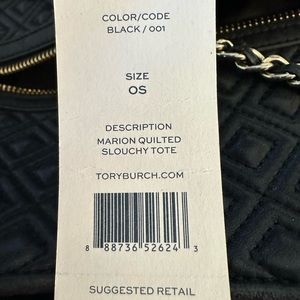 COLOR/CODE
BLACK / 001
SIZE
OS
DESCRIPTION
MARION QUILTED
SLOUCHY TOTE
TORYBURCH.COM
8 88736 52624 3
SUGGESTED RETAIL